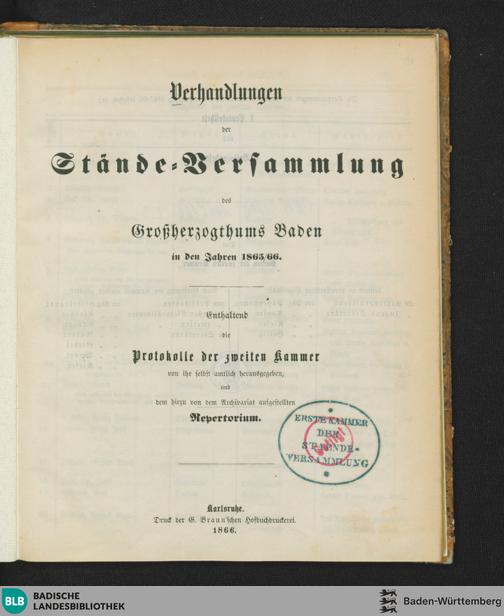 Verhandlungen
der
Stände-Versammlung
des
Großherzogthums Baden
in den Jahren 1865/66.
Enthaltend
die
Protokolle der zweiten Kammer
von ihr selbst amtlich herausgegeben,
und
dem hiezu von dem Archivariat aufgestellten
Repertorium.
ERSTE KAMMER
DER
STAENDE-
VERSAMMLUNG
Karlsruhe.
Druck der G. Braun'schen Hofbuchdruckerei.
1866.
BLB BADISCHE
LANDESBIBLIOTHEK
Baden-Württemberg